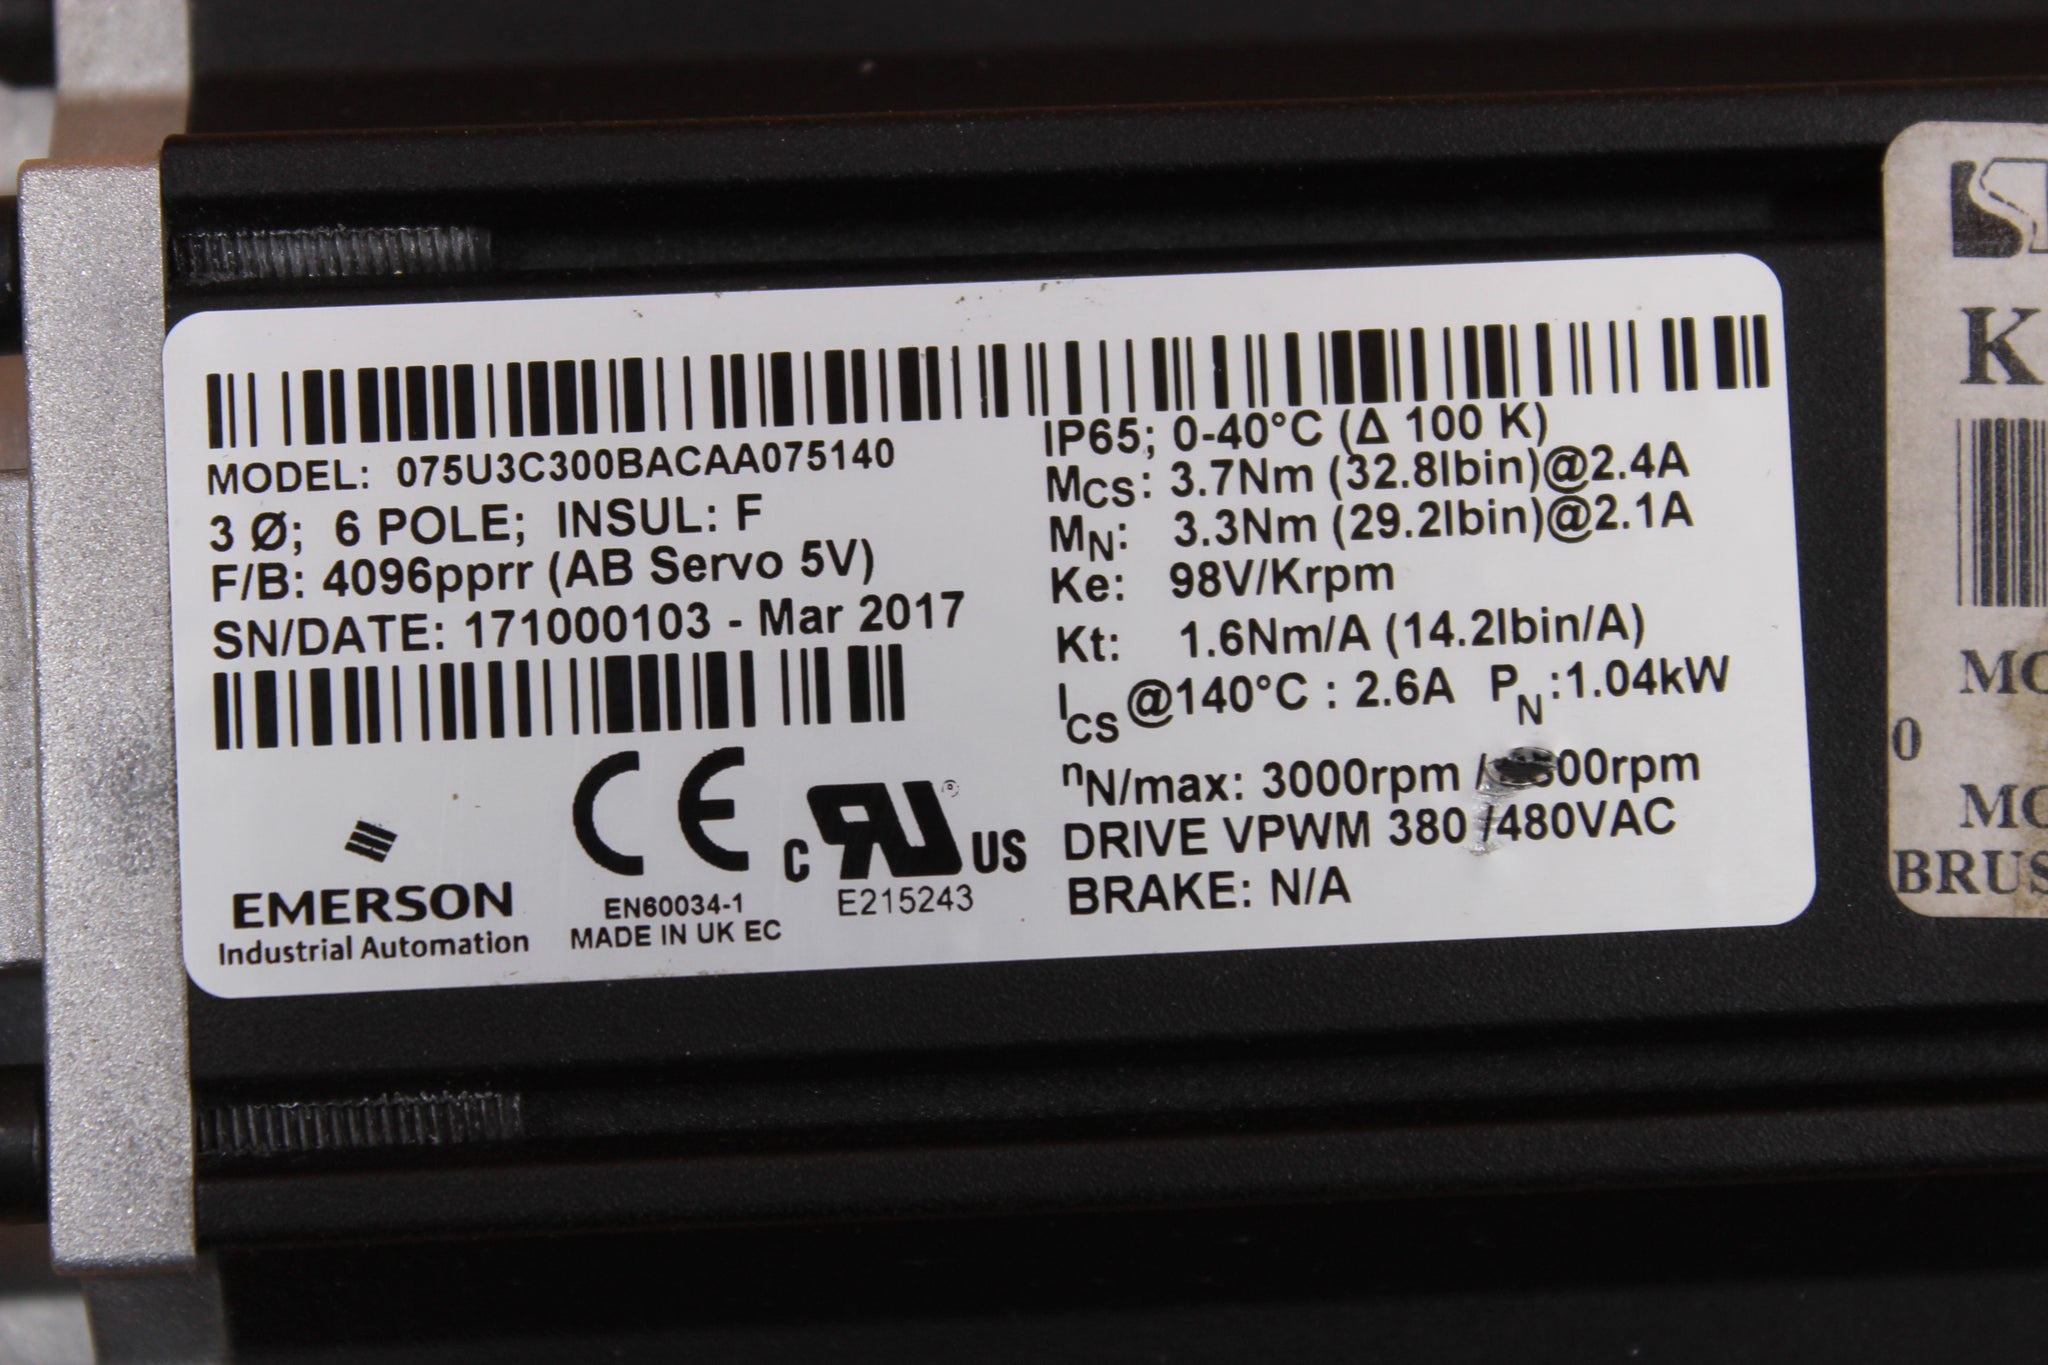 MODEL: 075U3C300BACAA075140
3 Ø; 6 POLE; INSUL: F
F/B: 4096pprr (AB Servo 5V)
SN/DATE: 171000103 - Mar 2017
EMERSON
Industrial Automation
CE
EN60034-1
MADE IN UK EC
c RU US
E215243
IP65; 0-40°C (Δ 100 K)
MCS: 3.7Nm (32.8lbin)@2.4A
MN: 3.3Nm (29.2lbin)@2.1A
Ke: 98V/Krpm
Kt: 1.6Nm/A (14.2lbin/A)
ICS@140°C : 2.6A PN:1.04kW
nN/max: 3000rpm /
DRIVE VPWM 380 /480VAC
BRAKE: N/A
K
0